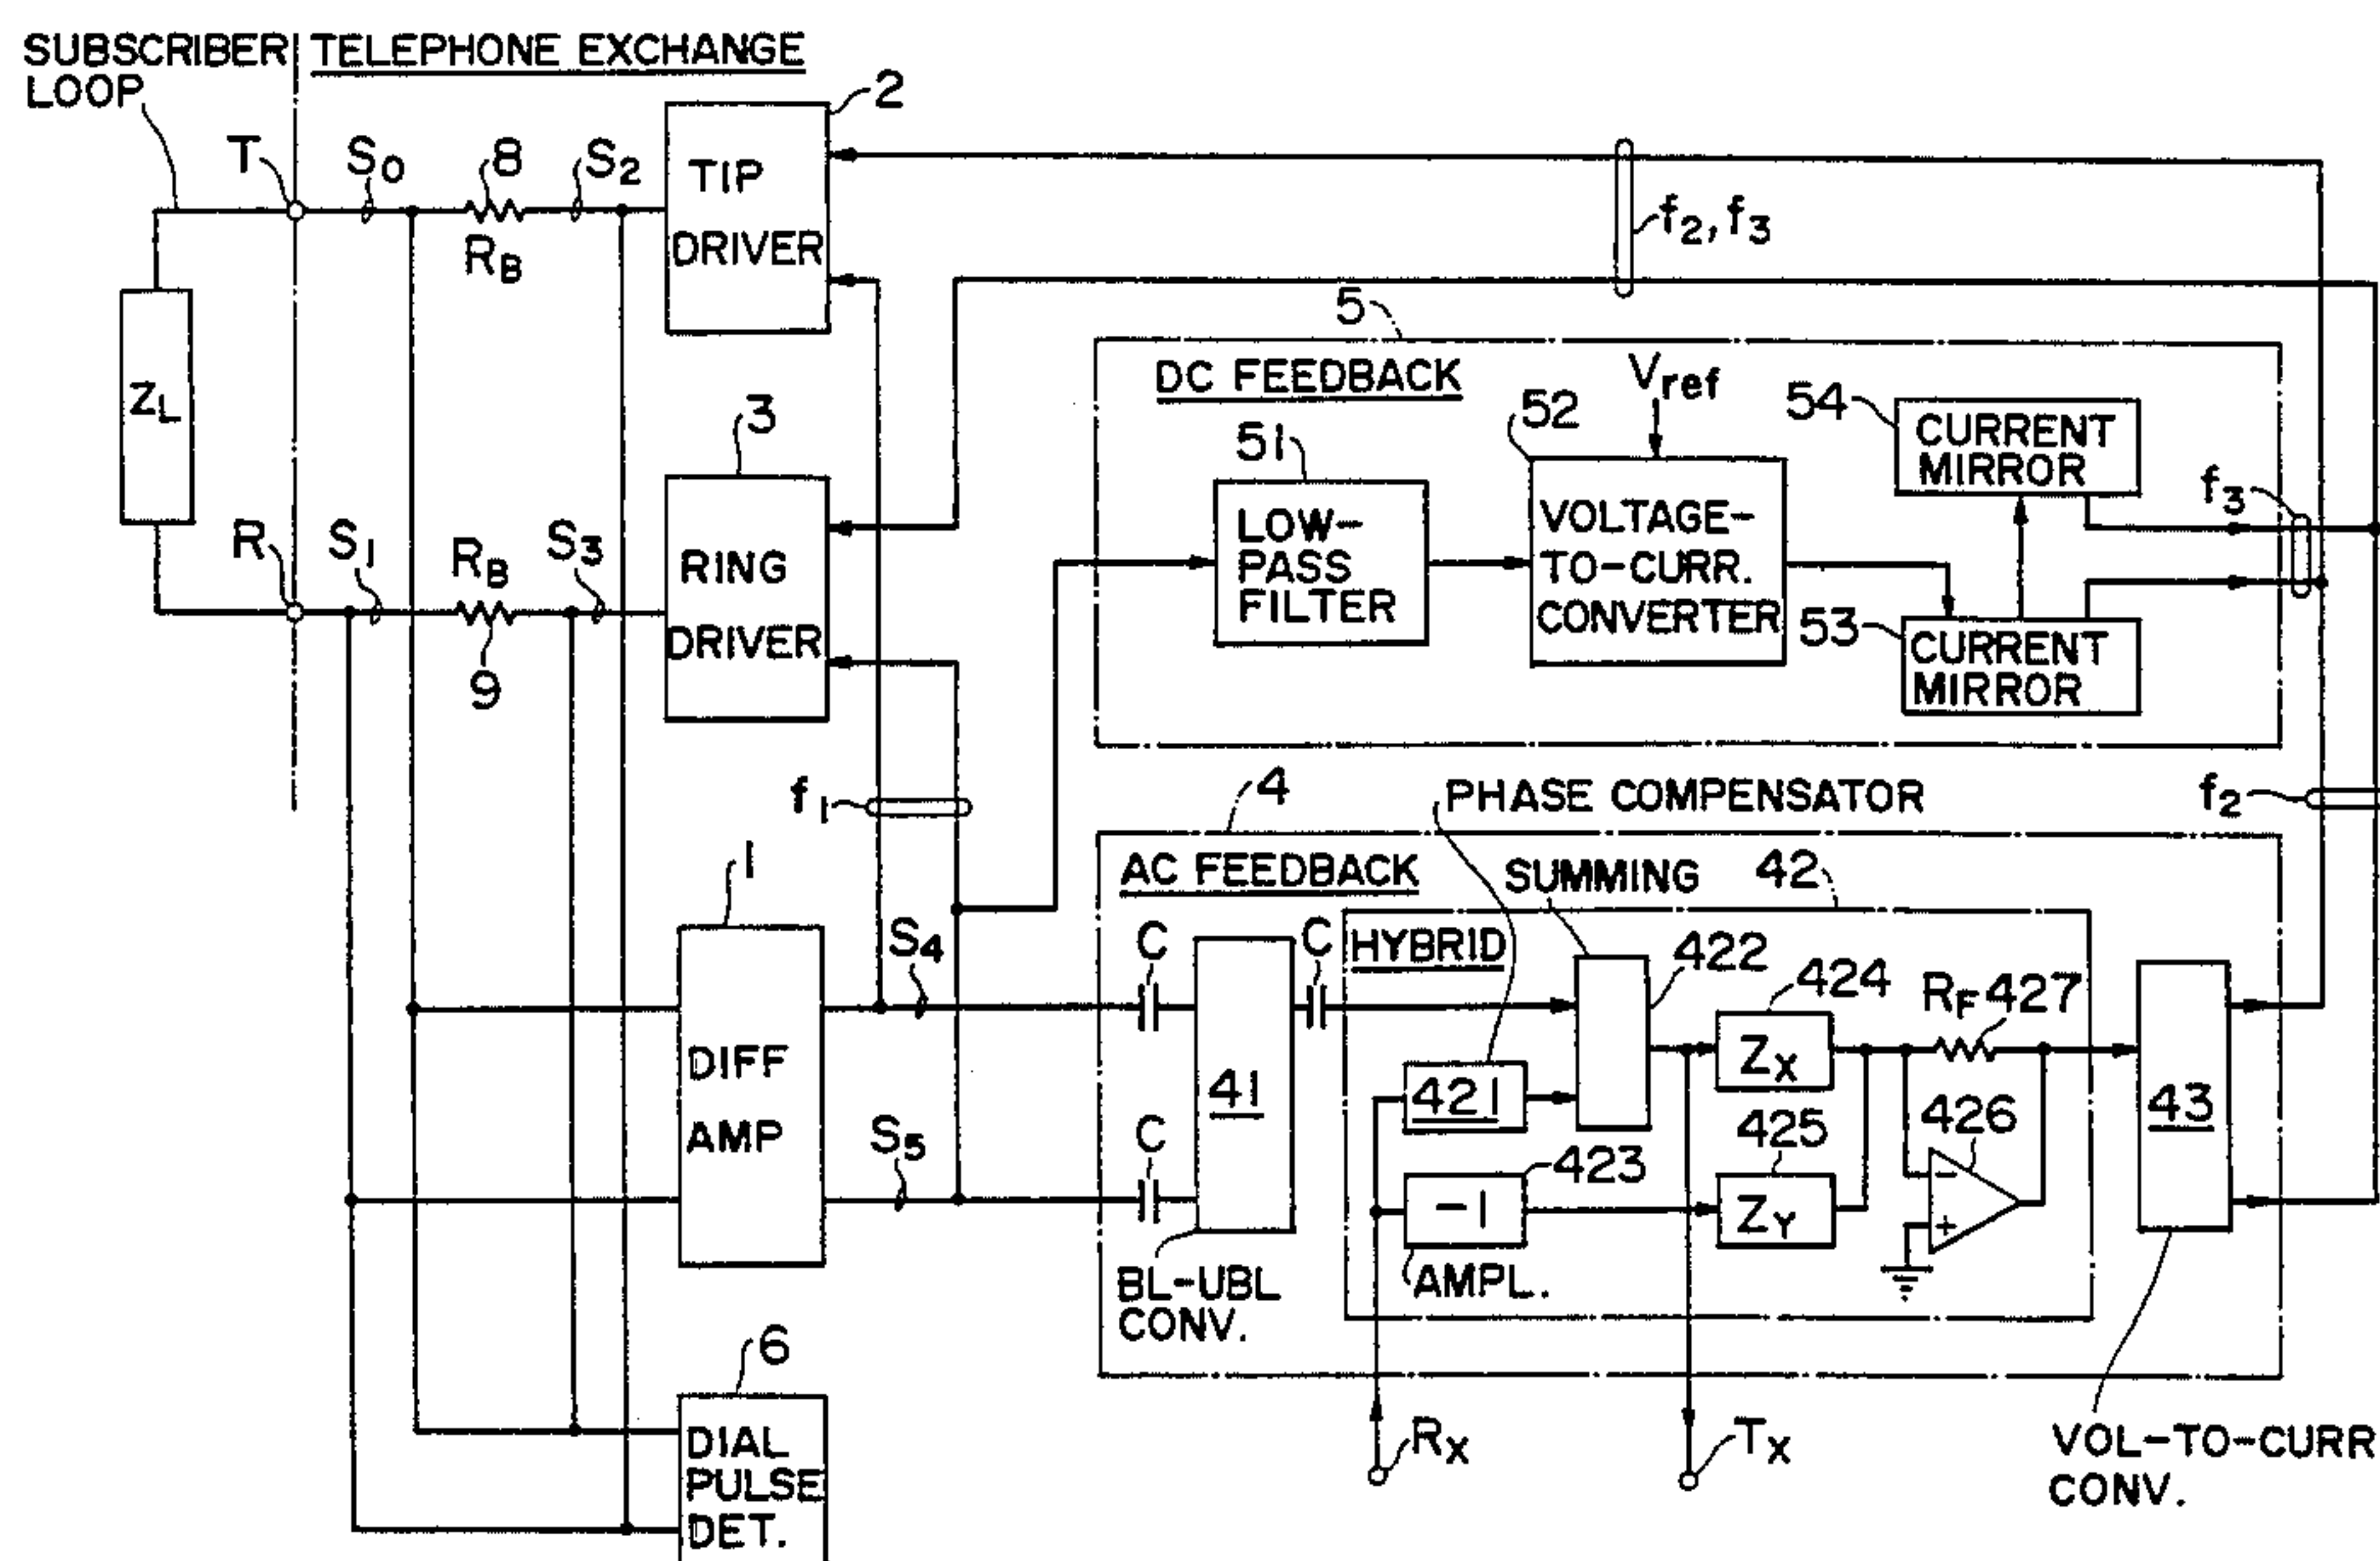 SUBSCRIBER LOOP
TELEPHONE EXCHANGE
2
T
S0
8
S2
TIP DRIVER
RB
f2, f3
5
DC FEEDBACK
Vref
52
54
CURRENT MIRROR
ZL
3
51
LOW-PASS FILTER
VOLTAGE-TO-CURR. CONVERTER
f3
R
S1
RB
S3
RING DRIVER
9
53
CURRENT MIRROR
f1
4
PHASE COMPENSATOR
f2
1
AC FEEDBACK
SUMMING
42
S4
C
C
HYBRID
422
424
RF 427
DIFF AMP
41
421
ZX
43
S5
C
423
425
426
-1
ZY
-
+
BL-UBL CONV.
AMPL.
6
DIAL PULSE DET.
RX
TX
VOL-TO-CURR CONV.